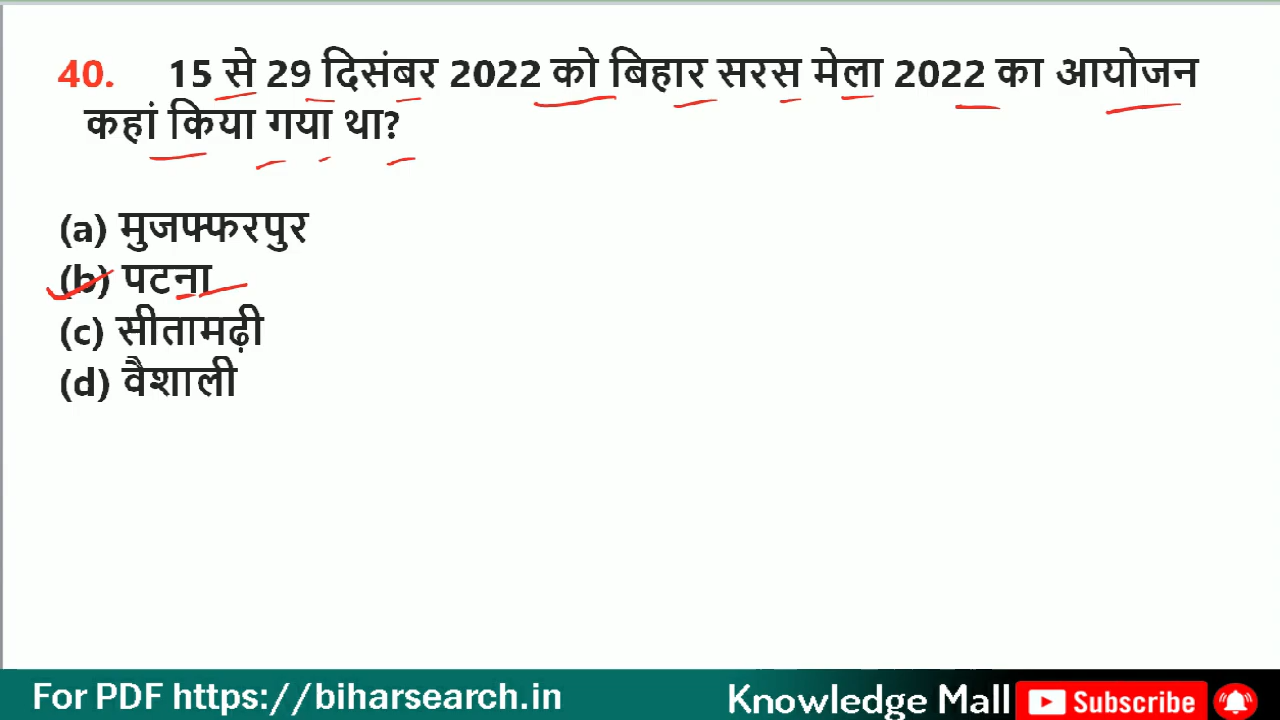 40. 15 से 29 दिसंबर 2022 को बिहार सरस मेला 2022 का आयोजन
कहां किया गया था?
(a) मुजफ्फरपुर
(b) पटना
(c) सीतामढ़ी
(d) वैशाली
For PDF https://biharsearch.in
Knowledge Mall Subscribe